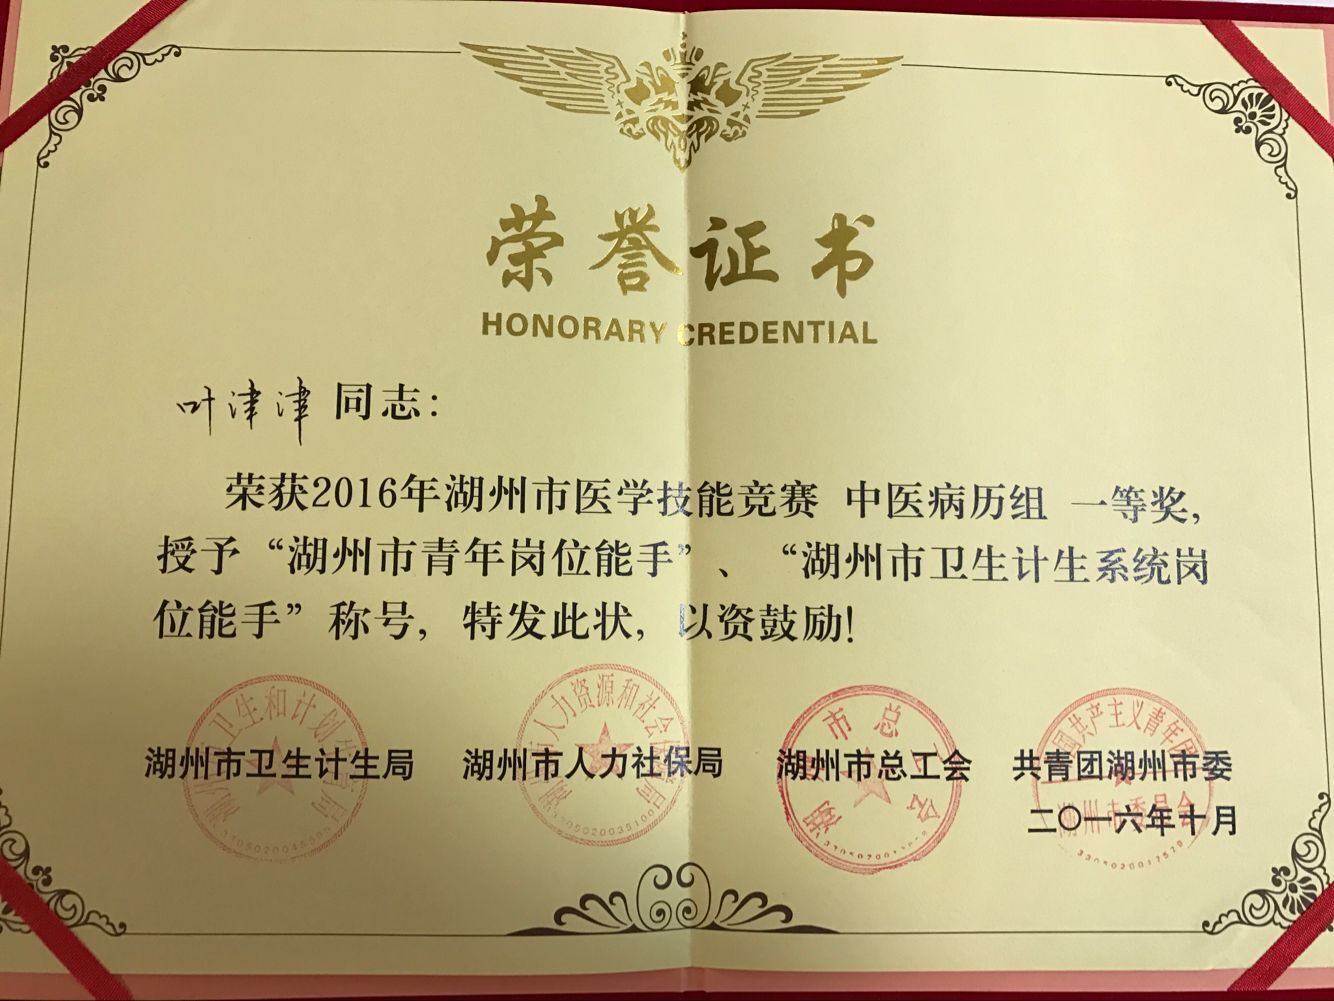 荣誉证书
HONORARY CREDENTIAL
叶津津 同志：
荣获2016年湖州市医学技能竞赛 中医病历组 一等奖，
授予“湖州市青年岗位能手”、“湖州市卫生计生系统岗
位能手”称号，特发此状，以资鼓励！
湖州市卫生计生局 湖州市人力社保局 湖州市总工会 共青团湖州市委
二〇一六年十月